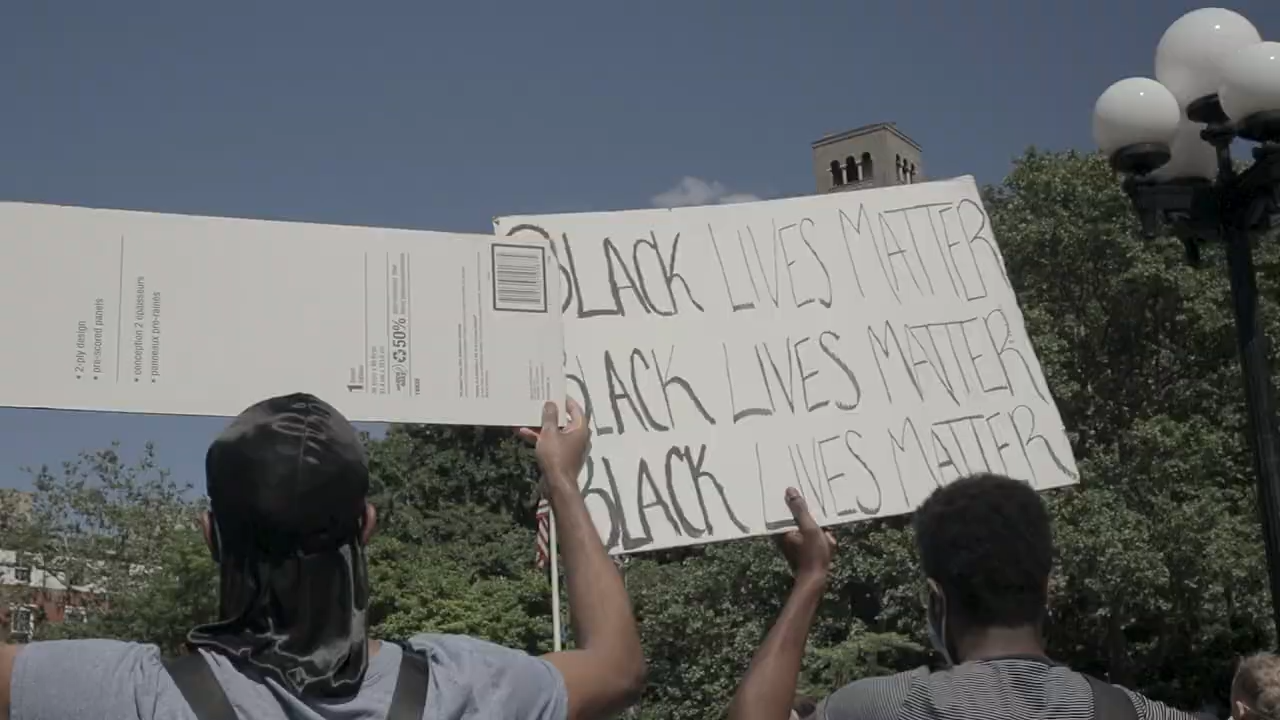 BLACK LIVES MATTER
BLACK LIVES MATTER
BLACK LIVES MATTER
• 2-ply design
• pre-scored panels
• conception 2 épaisseurs
• panneaux pré-rainés
1
50%